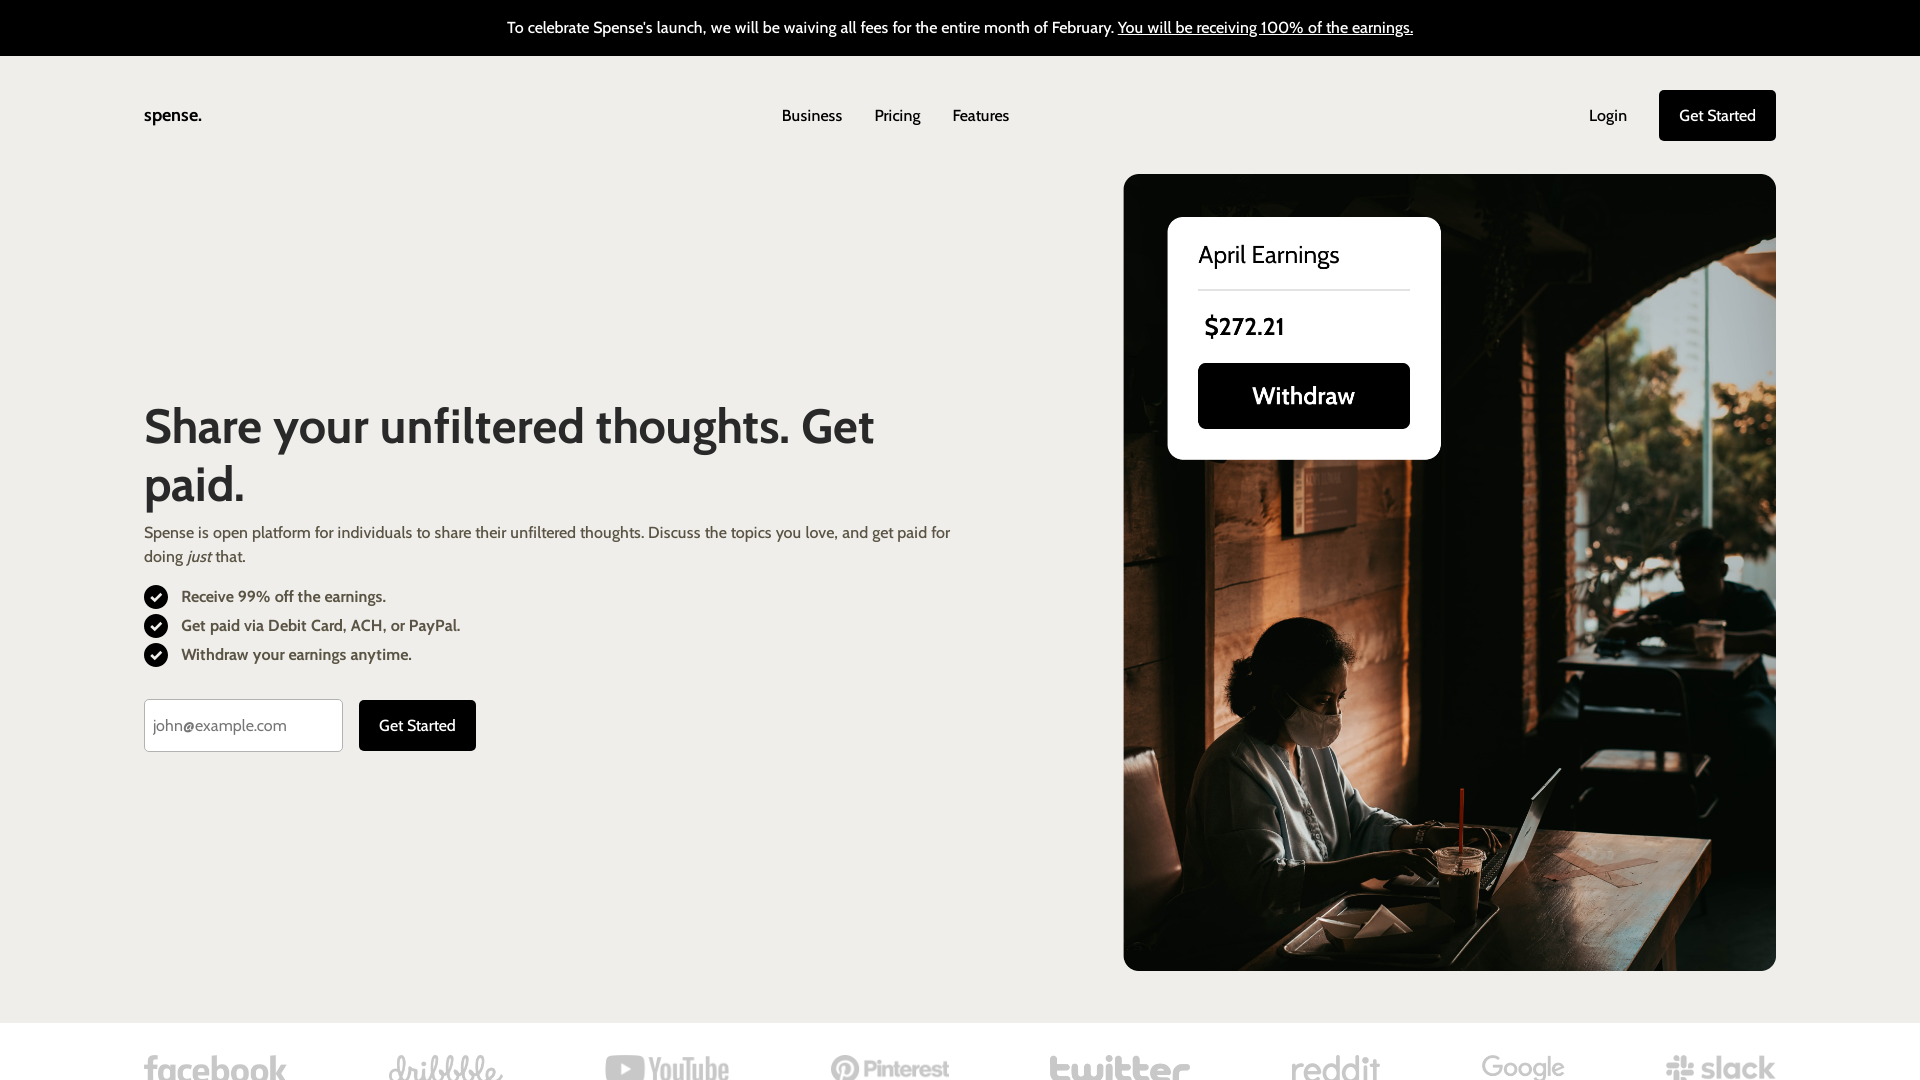 To celebrate Spense's launch, we will be waiving all fees for the entire month of February. You will be receiving 100% of the earnings.
spense.
Business
Pricing
Features
Login
Get Started
April Earnings
$272.21
Withdraw
Share your unfiltered thoughts. Get
paid.
Spense is open platform for individuals to share their unfiltered thoughts. Discuss the topics you love, and get paid for
doing just that.
Receive 99% off the earnings.
Get paid via Debit Card, ACH, or PayPal.
Withdraw your earnings anytime.
john@example.com
Get Started
facebook
dribbble
YouTube
Pinterest
twitter
reddit
Google
slack